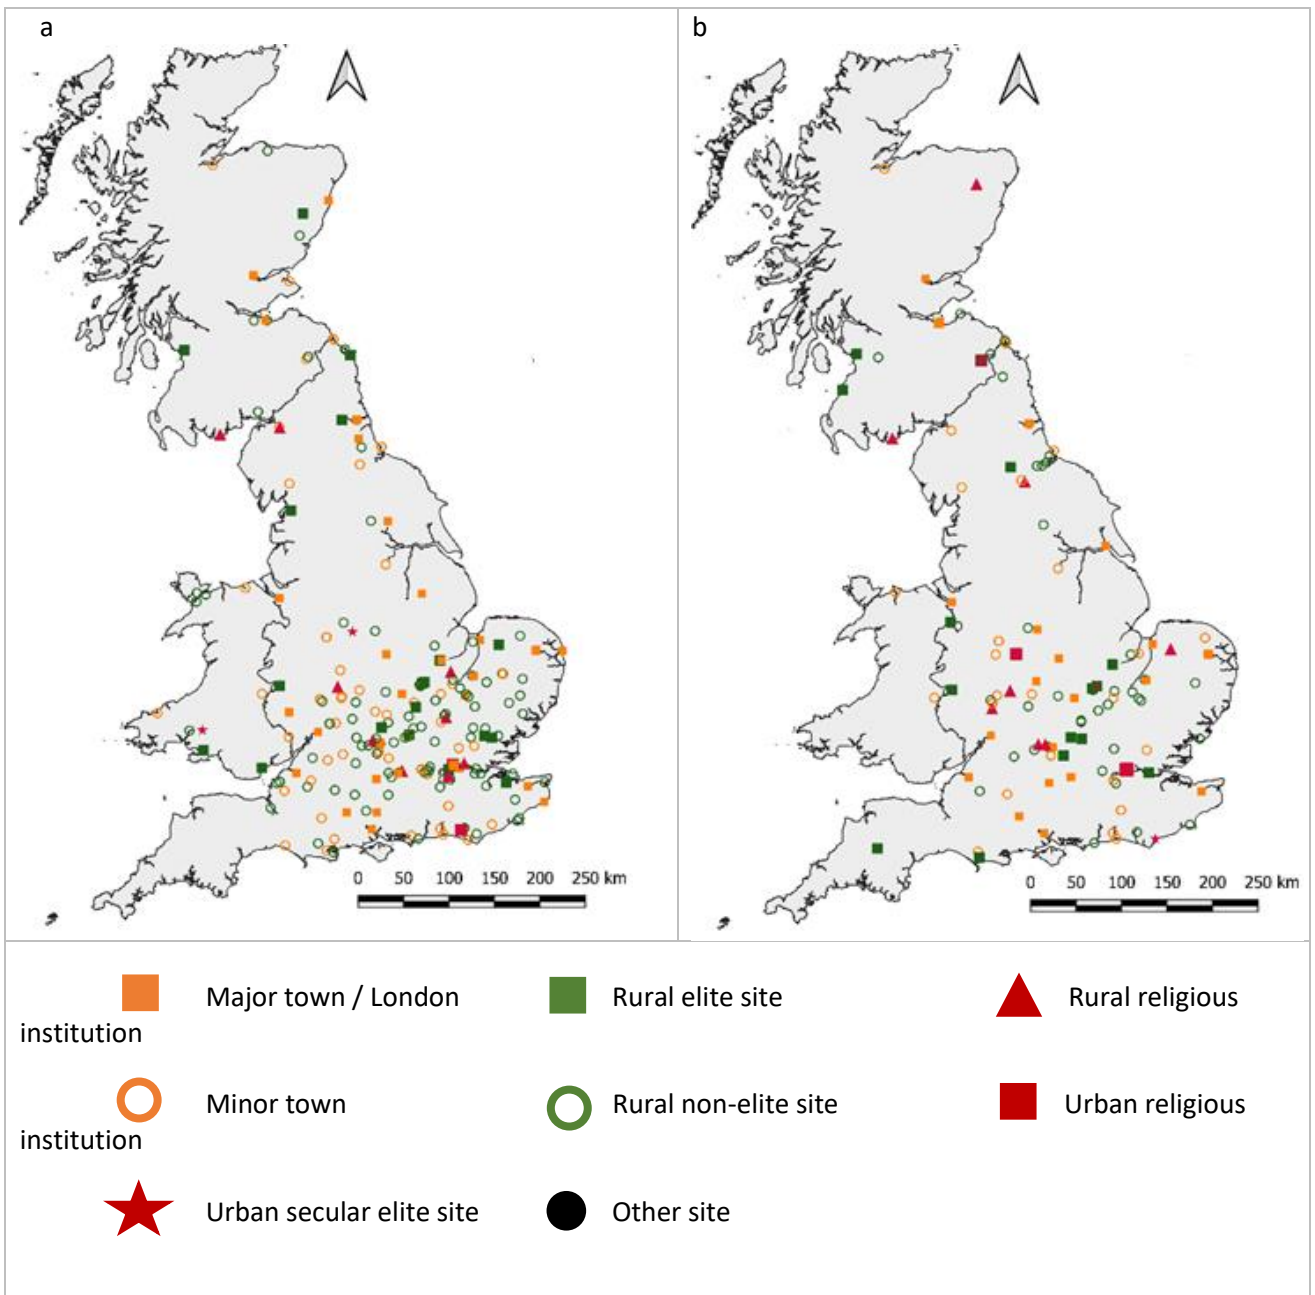 a
b
0 50 100 150 200 250 km
0 50 100 150 200 250 km
Major town / London Rural elite site Rural religious
institution
Minor town Rural non-elite site Urban religious
institution
Urban secular elite site Other site